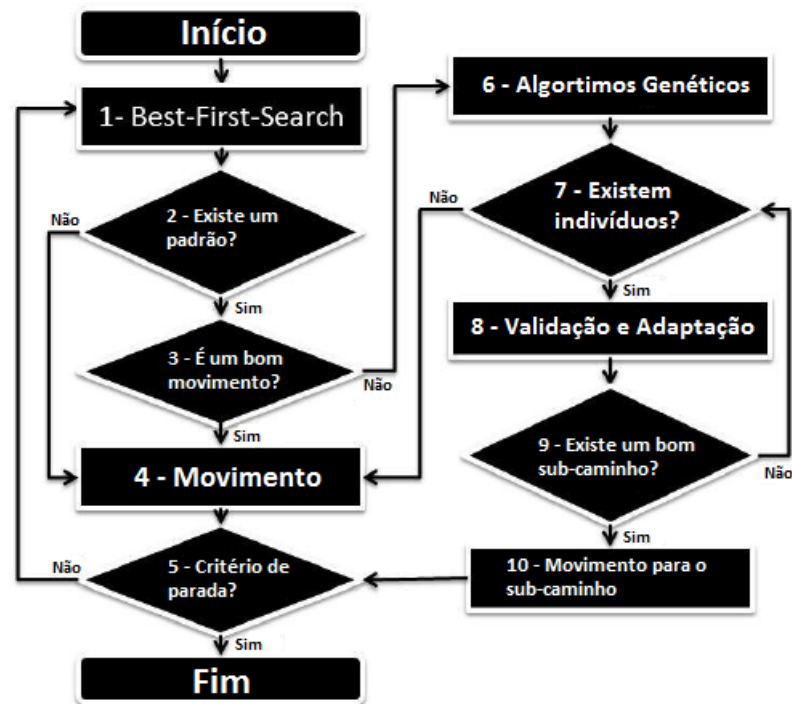 Início
1- Best-First-Search
2 - Existe um
padrão?
Não
Sim
3 - É um bom
movimento?
Não
Sim
4 - Movimento
5 - Critério de
parada?
Não
Sim
Fim
6 - Algortimos Genéticos
7 - Existem
indivíduos?
Não
Sim
8 - Validação e Adaptação
9 - Existe um bom
sub-caminho?
Não
Sim
10 - Movimento para o
sub-caminho